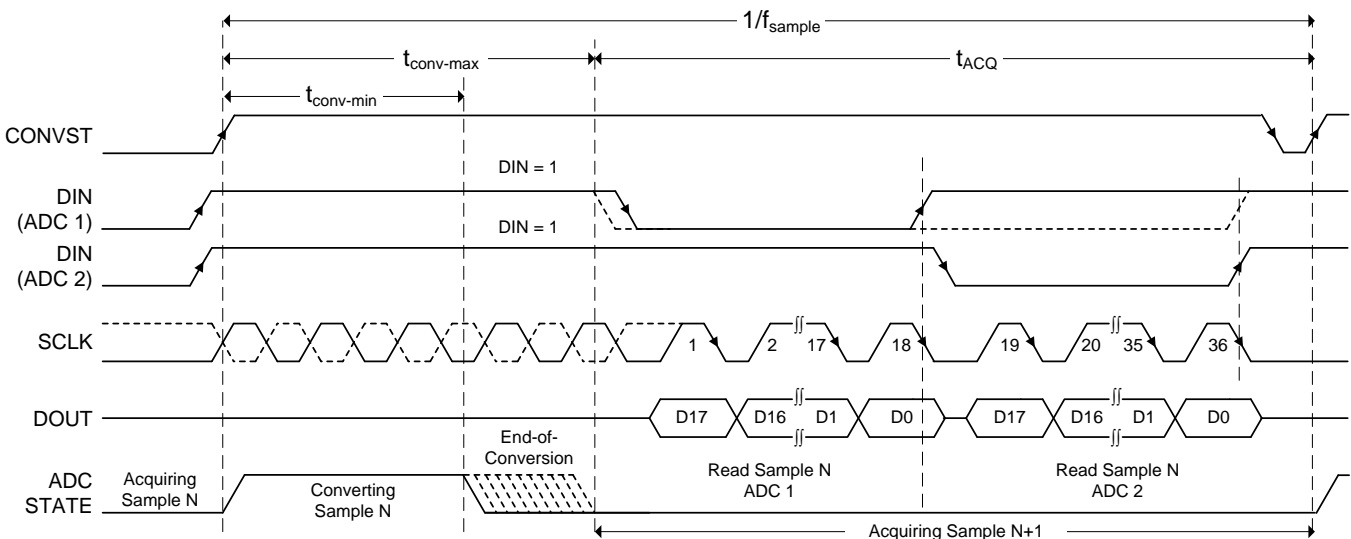 1/fsample
tconv-max
tACQ
tconv-min
CONVST
DIN = 1
DIN
(ADC 1)
DIN = 1
DIN
(ADC 2)
SCLK
1
2
17
18
19
20
35
36
DOUT
D17
D16
D1
D0
D17
D16
D1
D0
End-of-
Conversion
ADC
STATE
Acquiring
Sample N
Converting
Sample N
Read Sample N
ADC 1
Read Sample N
ADC 2
Acquiring Sample N+1